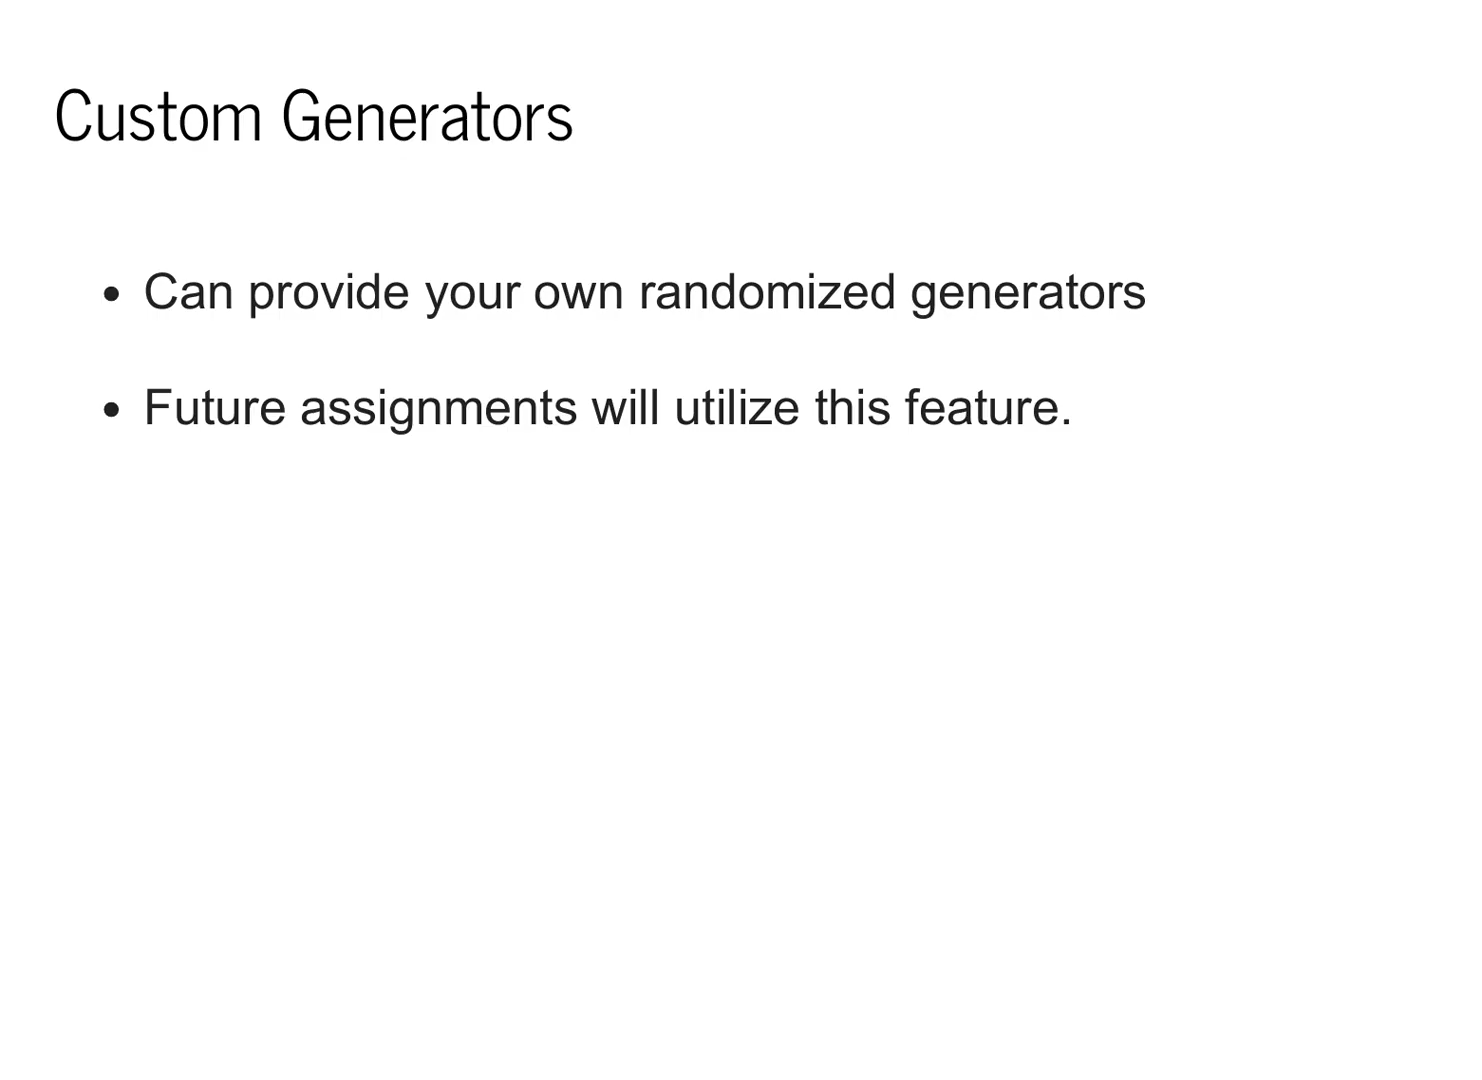 Custom Generators
• Can provide your own randomized generators
• Future assignments will utilize this feature.